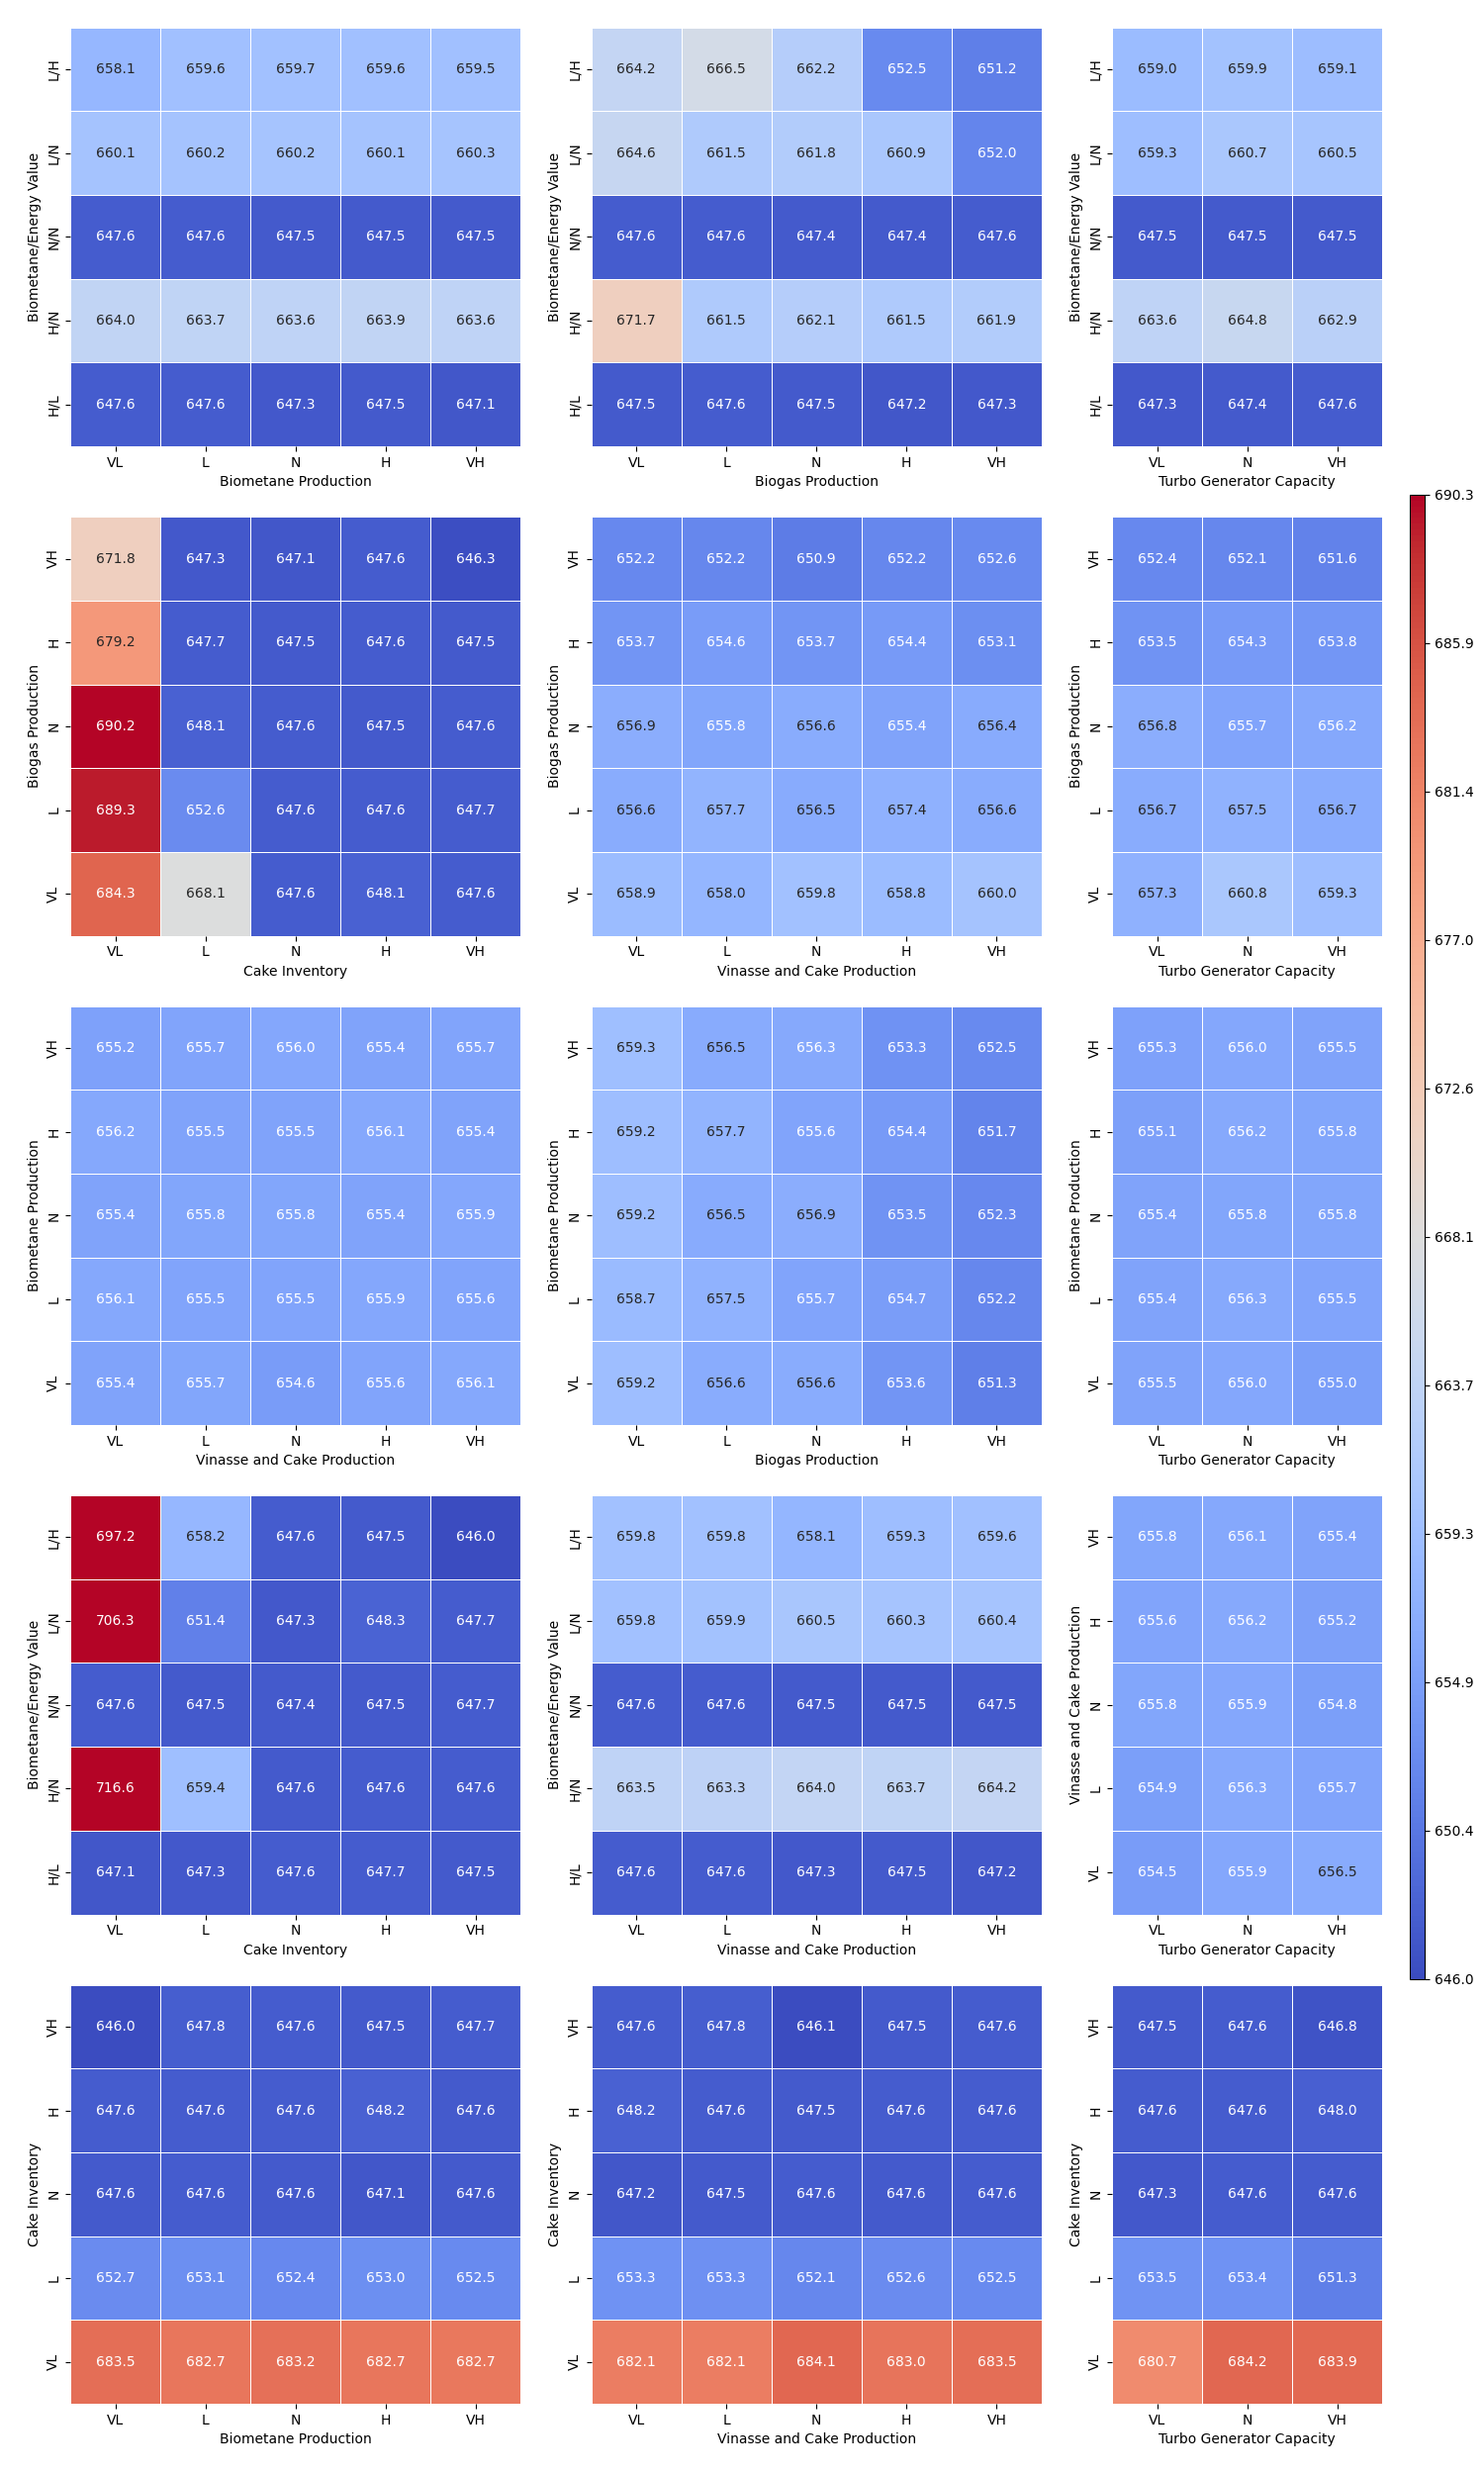 Biometane/Energy Value
L/H 658.1 659.6 659.7 659.6 659.5
L/N 660.1 660.2 660.2 660.1 660.3
N/N 647.6 647.6 647.5 647.5 647.5
H/N 664.0 663.7 663.6 663.9 663.6
H/L 647.6 647.6 647.3 647.5 647.1
VL L N H VH
Biometane Production
Biometane/Energy Value
L/H 664.2 666.5 662.2 652.5 651.2
L/N 664.6 661.5 661.8 660.9 652.0
N/N 647.6 647.6 647.4 647.4 647.6
H/N 671.7 661.5 662.1 661.5 661.9
H/L 647.5 647.6 647.5 647.2 647.3
VL L N H VH
Biogas Production
Biometane/Energy Value
L/H 659.0 659.9 659.1
L/N 659.3 660.7 660.5
N/N 647.5 647.5 647.5
H/N 663.6 664.8 662.9
H/L 647.3 647.4 647.6
VL N VH
Turbo Generator Capacity
Biogas Production
VH 671.8 647.3 647.1 647.6 646.3
H 679.2 647.7 647.5 647.6 647.5
N 690.2 648.1 647.6 647.5 647.6
L 689.3 652.6 647.6 647.6 647.7
VL 684.3 668.1 647.6 648.1 647.6
VL L N H VH
Cake Inventory
Biogas Production
VH 652.2 652.2 650.9 652.2 652.6
H 653.7 654.6 653.7 654.4 653.1
N 656.9 655.8 656.6 655.4 656.4
L 656.6 657.7 656.5 657.4 656.6
VL 658.9 658.0 659.8 658.8 660.0
VL L N H VH
Vinasse and Cake Production
Biogas Production
VH 652.4 652.1 651.6
H 653.5 654.3 653.8
N 656.8 655.7 656.2
L 656.7 657.5 656.7
VL 657.3 660.8 659.3
VL N VH
Turbo Generator Capacity
Biometane Production
VH 655.2 655.7 656.0 655.4 655.7
H 656.2 655.5 655.5 656.1 655.4
N 655.4 655.8 655.8 655.4 655.9
L 656.1 655.5 655.5 655.9 655.6
VL 655.4 655.7 654.6 655.6 656.1
VL L N H VH
Vinasse and Cake Production
Biometane Production
VH 659.3 656.5 656.3 653.3 652.5
H 659.2 657.7 655.6 654.4 651.7
N 659.2 656.5 656.9 653.5 652.3
L 658.7 657.5 655.7 654.7 652.2
VL 659.2 656.6 656.6 653.6 651.3
VL L N H VH
Biogas Production
Biometane Production
VH 655.3 656.0 655.5
H 655.1 656.2 655.8
N 655.4 655.8 655.8
L 655.4 656.3 655.5
VL 655.5 656.0 655.0
VL N VH
Turbo Generator Capacity
Biometane/Energy Value
L/H 697.2 658.2 647.6 647.5 646.0
L/N 706.3 651.4 647.3 648.3 647.7
N/N 647.6 647.5 647.4 647.5 647.7
H/N 716.6 659.4 647.6 647.6 647.6
H/L 647.1 647.3 647.6 647.7 647.5
VL L N H VH
Cake Inventory
Biometane/Energy Value
L/H 659.8 659.8 658.1 659.3 659.6
L/N 659.8 659.9 660.5 660.3 660.4
N/N 647.6 647.6 647.5 647.5 647.5
H/N 663.5 663.3 664.0 663.7 664.2
H/L 647.6 647.6 647.3 647.5 647.2
VL L N H VH
Vinasse and Cake Production
Vinasse and Cake Production
VH 655.8 656.1 655.4
H 655.6 656.2 655.2
N 655.8 655.9 654.8
L 654.9 656.3 655.7
VL 654.5 655.9 656.5
VL N VH
Turbo Generator Capacity
Cake Inventory
VH 646.0 647.8 647.6 647.5 647.7
H 647.6 647.6 647.6 648.2 647.6
N 647.6 647.6 647.6 647.1 647.6
L 652.7 653.1 652.4 653.0 652.5
VL 683.5 682.7 683.2 682.7 682.7
VL L N H VH
Biometane Production
Cake Inventory
VH 647.6 647.8 646.1 647.5 647.6
H 648.2 647.6 647.5 647.6 647.6
N 647.2 647.5 647.6 647.6 647.6
L 653.3 653.3 652.1 652.6 652.5
VL 682.1 682.1 684.1 683.0 683.5
VL L N H VH
Vinasse and Cake Production
Cake Inventory
VH 647.5 647.6 646.8
H 647.6 647.6 648.0
N 647.3 647.6 647.6
L 653.5 653.4 651.3
VL 680.7 684.2 683.9
VL N VH
Turbo Generator Capacity
690.3
685.9
681.4
677.0
672.6
668.1
663.7
659.3
654.9
650.4
646.0